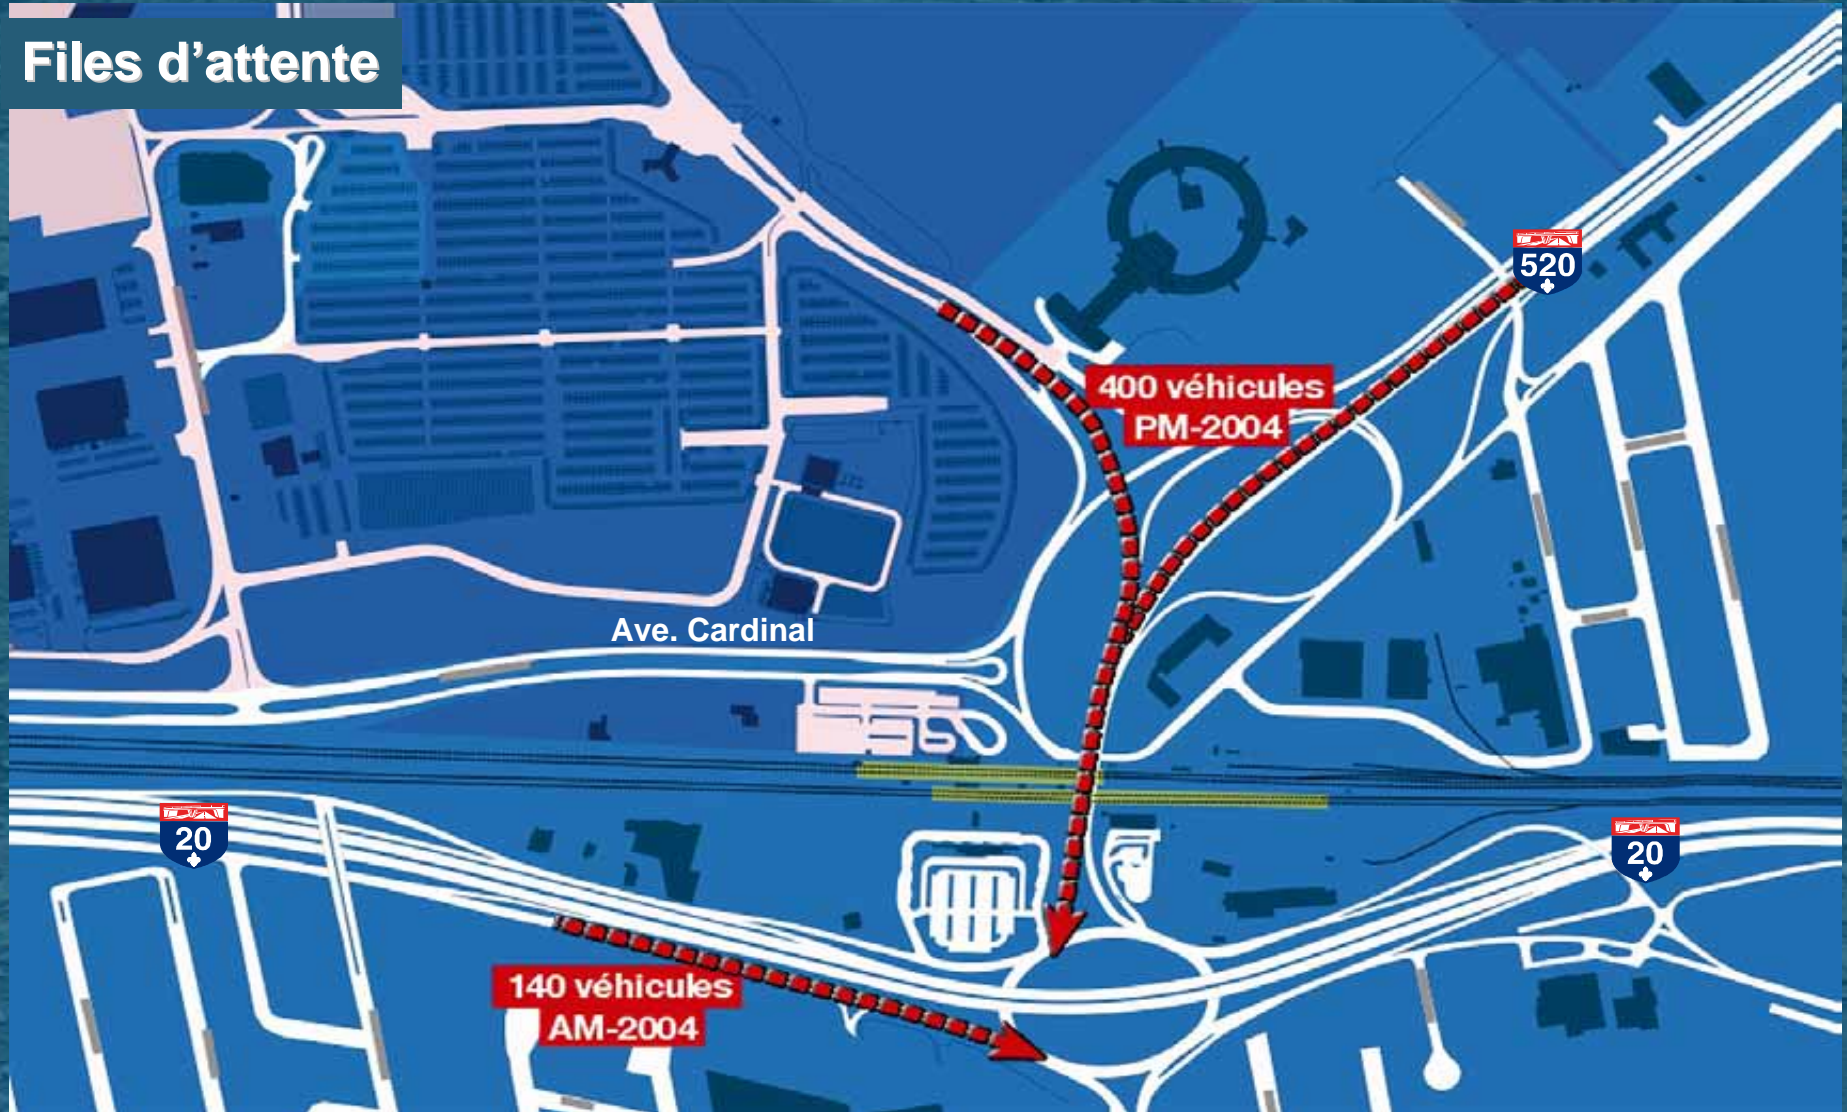 Files d'attente
520
400 véhicules
PM-2004
Ave. Cardinal
20
20
140 véhicules
AM-2004